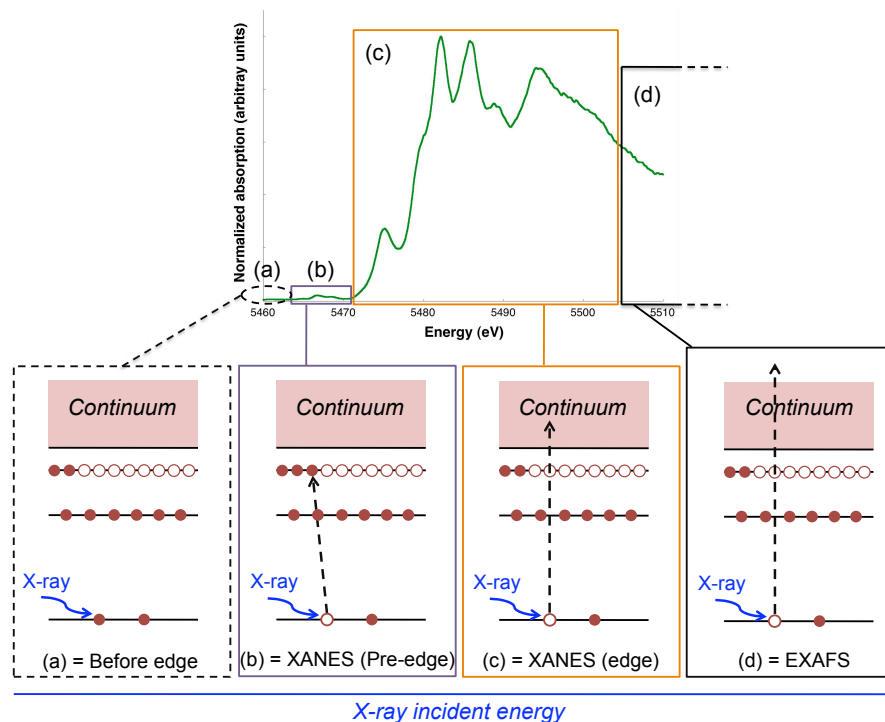 Normalized absorption (arbitray units)
(a)
(b)
(c)
(d)
5460
5470
5480
5490
5500
5510
Energy (eV)
Continuum
X-ray
(a) = Before edge
Continuum
X-ray
(b) = XANES (Pre-edge)
Continuum
X-ray
(c) = XANES (edge)
Continuum
X-ray
(d) = EXAFS
X-ray incident energy